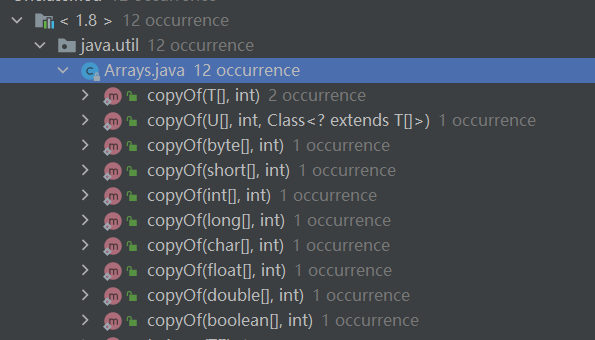 < 1.8 > 12 occurrence
java.util 12 occurrence
Arrays.java 12 occurrence
copyOf(T[], int) 2 occurrence
copyOf(U[], int, Class<? extends T[]>) 1 occurrence
copyOf(byte[], int) 1 occurrence
copyOf(short[], int) 1 occurrence
copyOf(int[], int) 1 occurrence
copyOf(long[], int) 1 occurrence
copyOf(char[], int) 1 occurrence
copyOf(float[], int) 1 occurrence
copyOf(double[], int) 1 occurrence
copyOf(boolean[], int) 1 occurrence